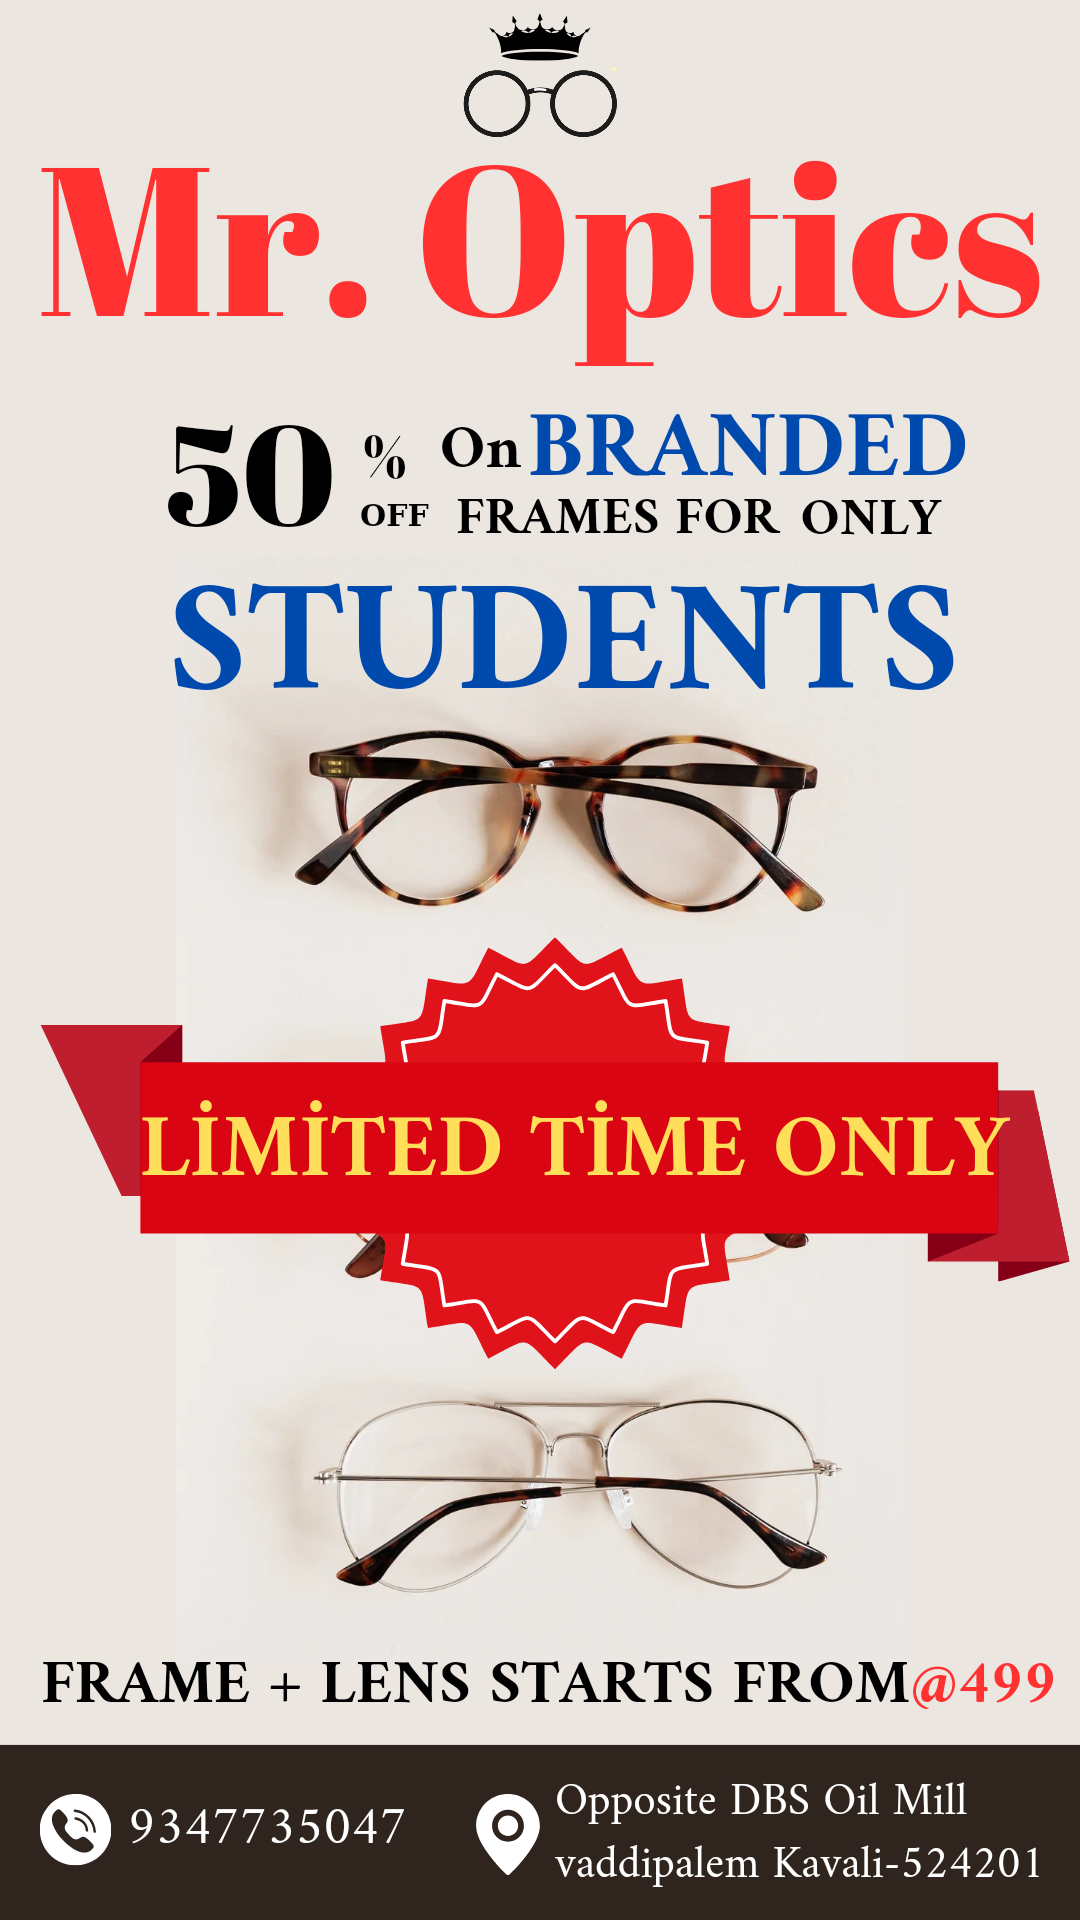 Mr. Optics
50 % OFF On BRANDED
FRAMES FOR ONLY
STUDENTS
LİMİTED TİME ONLY
FRAME + LENS STARTS FROM@499
9347735047
Opposite DBS Oil Mill
vaddipalem Kavali-524201